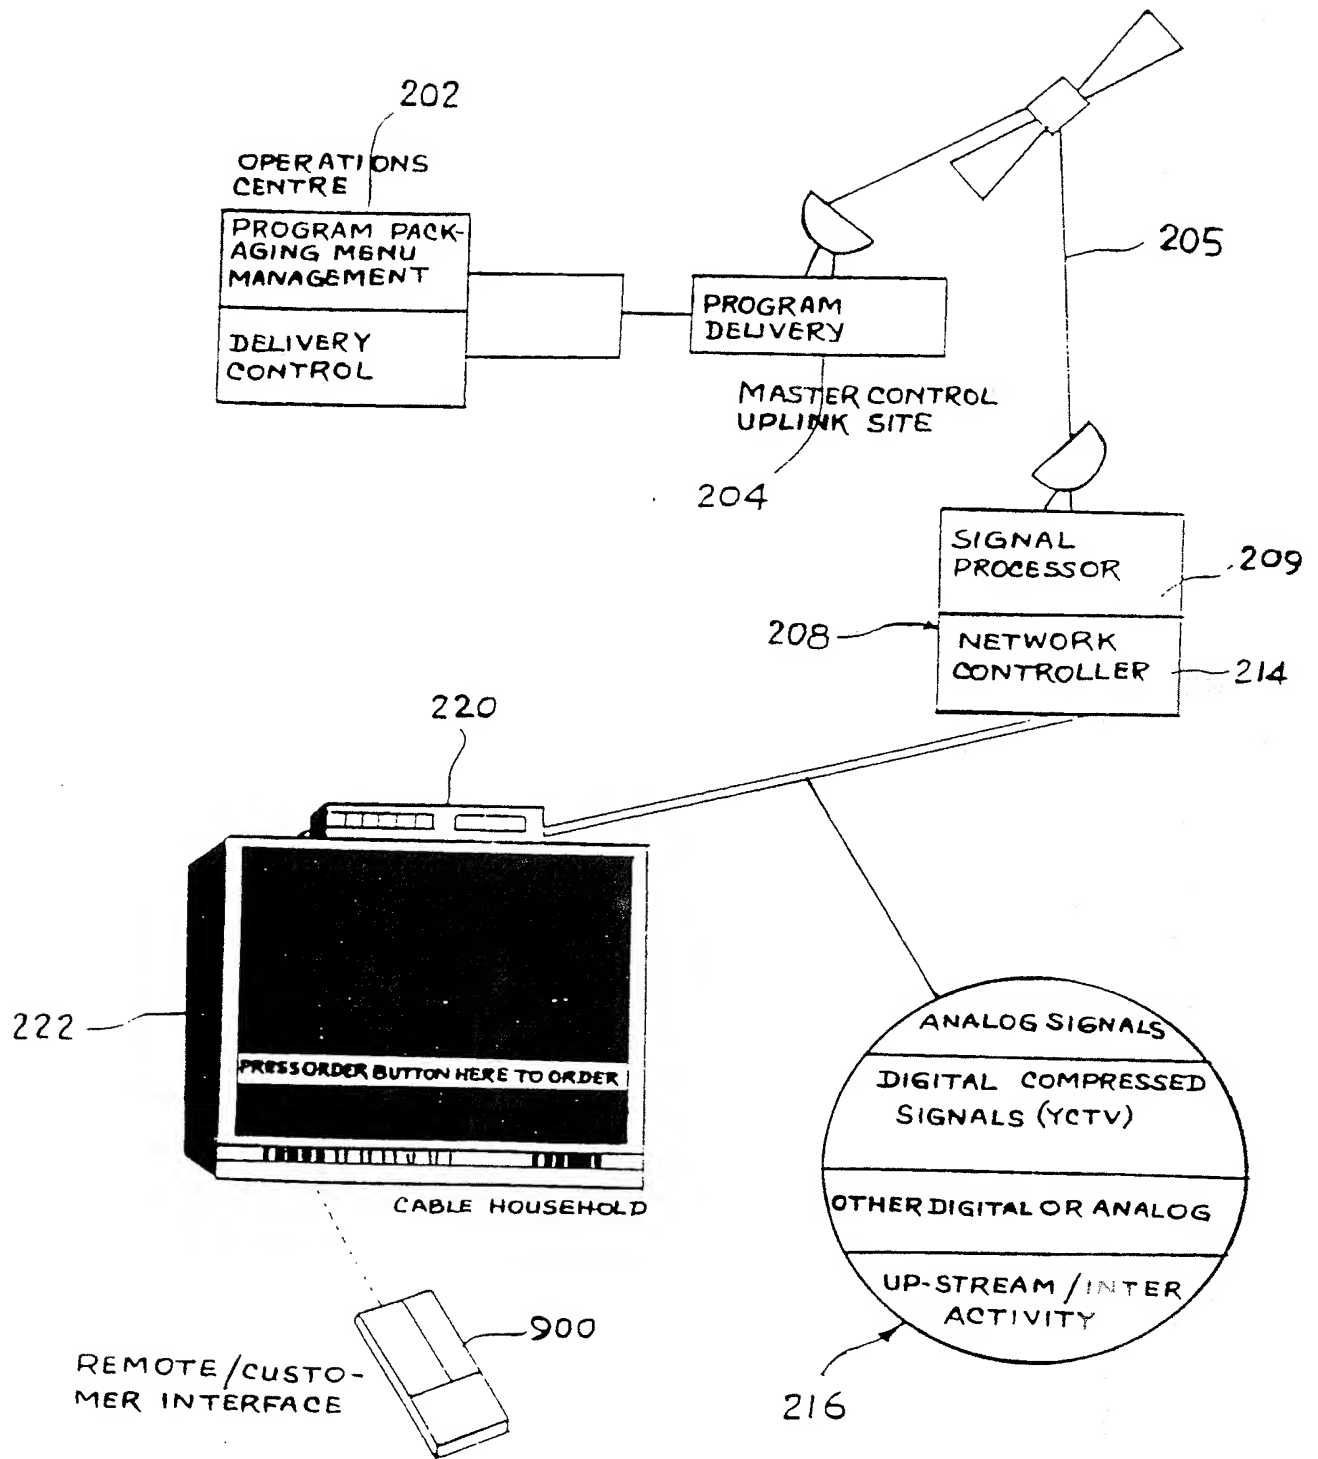 202
OPERATIONS
CENTRE
PROGRAM PACK-
AGING MENU
MANAGEMENT
DELIVERY
CONTROL
PROGRAM
DELIVERY
MASTER CONTROL
UPLINK SITE
204
205
SIGNAL
PROCESSOR
209
208
NETWORK
CONTROLLER
214
220
222
PRESS ORDER BUTTON HERE TO ORDER
CABLE HOUSEHOLD
ANALOG SIGNALS
DIGITAL COMPRESSED
SIGNALS (YCTV)
OTHER DIGITAL OR ANALOG
UP-STREAM/INTER
ACTIVITY
216
900
REMOTE/CUSTO-
MER INTERFACE